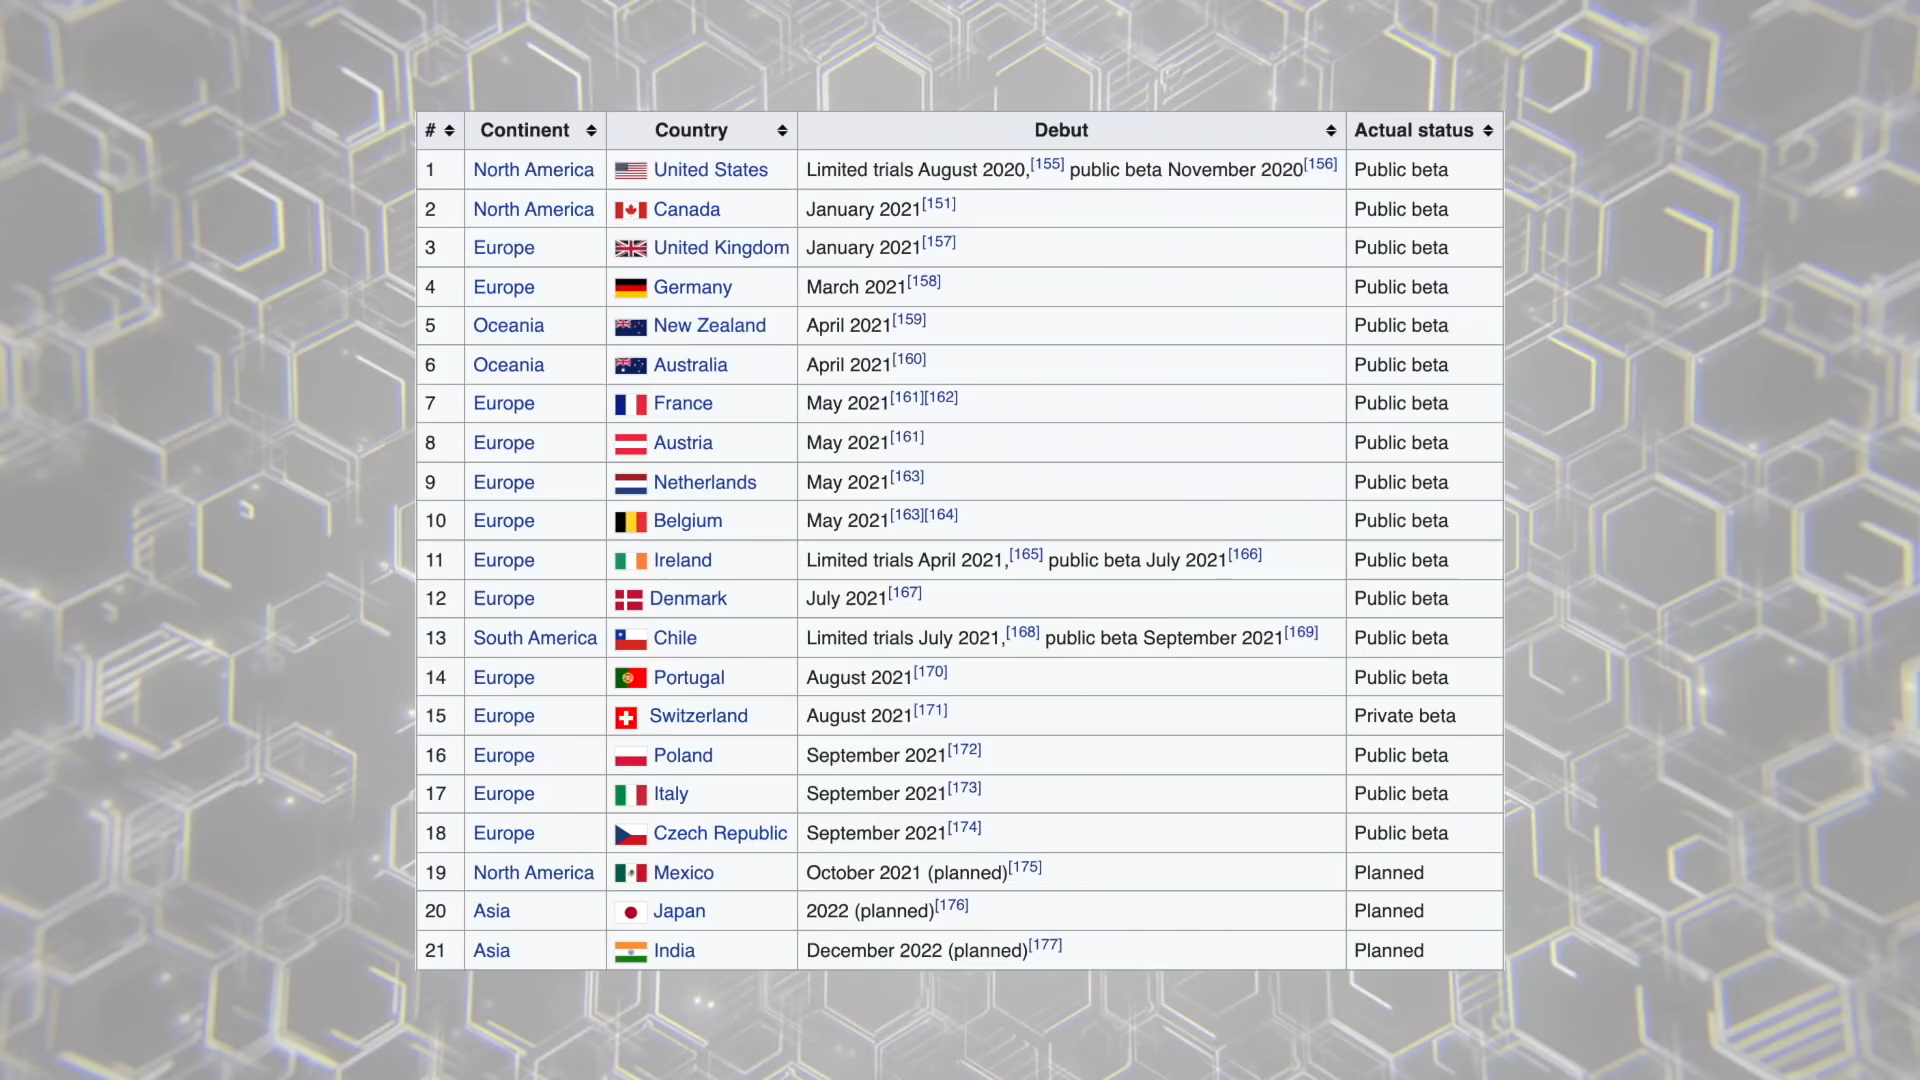 # Continent Country Debut Actual status
1 North America United States Limited trials August 2020,[155] public beta November 2020[156] Public beta
2 North America Canada January 2021[151] Public beta
3 Europe United Kingdom January 2021[157] Public beta
4 Europe Germany March 2021[158] Public beta
5 Oceania New Zealand April 2021[159] Public beta
6 Oceania Australia April 2021[160] Public beta
7 Europe France May 2021[161][162] Public beta
8 Europe Austria May 2021[161] Public beta
9 Europe Netherlands May 2021[163] Public beta
10 Europe Belgium May 2021[163][164] Public beta
11 Europe Ireland Limited trials April 2021,[165] public beta July 2021[166] Public beta
12 Europe Denmark July 2021[167] Public beta
13 South America Chile Limited trials July 2021,[168] public beta September 2021[169] Public beta
14 Europe Portugal August 2021[170] Public beta
15 Europe Switzerland August 2021[171] Private beta
16 Europe Poland September 2021[172] Public beta
17 Europe Italy September 2021[173] Public beta
18 Europe Czech Republic September 2021[174] Public beta
19 North America Mexico October 2021 (planned)[175] Planned
20 Asia Japan 2022 (planned)[176] Planned
21 Asia India December 2022 (planned)[177] Planned